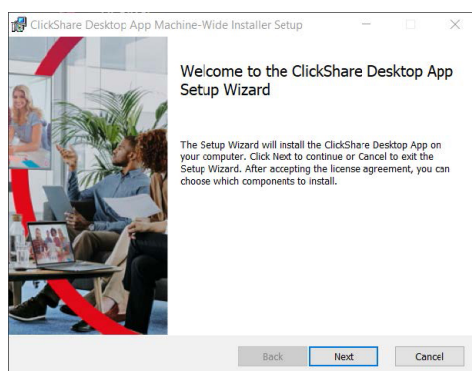 ClickShare Desktop App Machine-Wide Installer Setup
Welcome to the ClickShare Desktop App
Setup Wizard
The Setup Wizard will install the ClickShare Desktop App on
your computer. Click Next to continue or Cancel to exit the
Setup Wizard. After accepting the license agreement, you can
choose which components to install.
Back
Next
Cancel